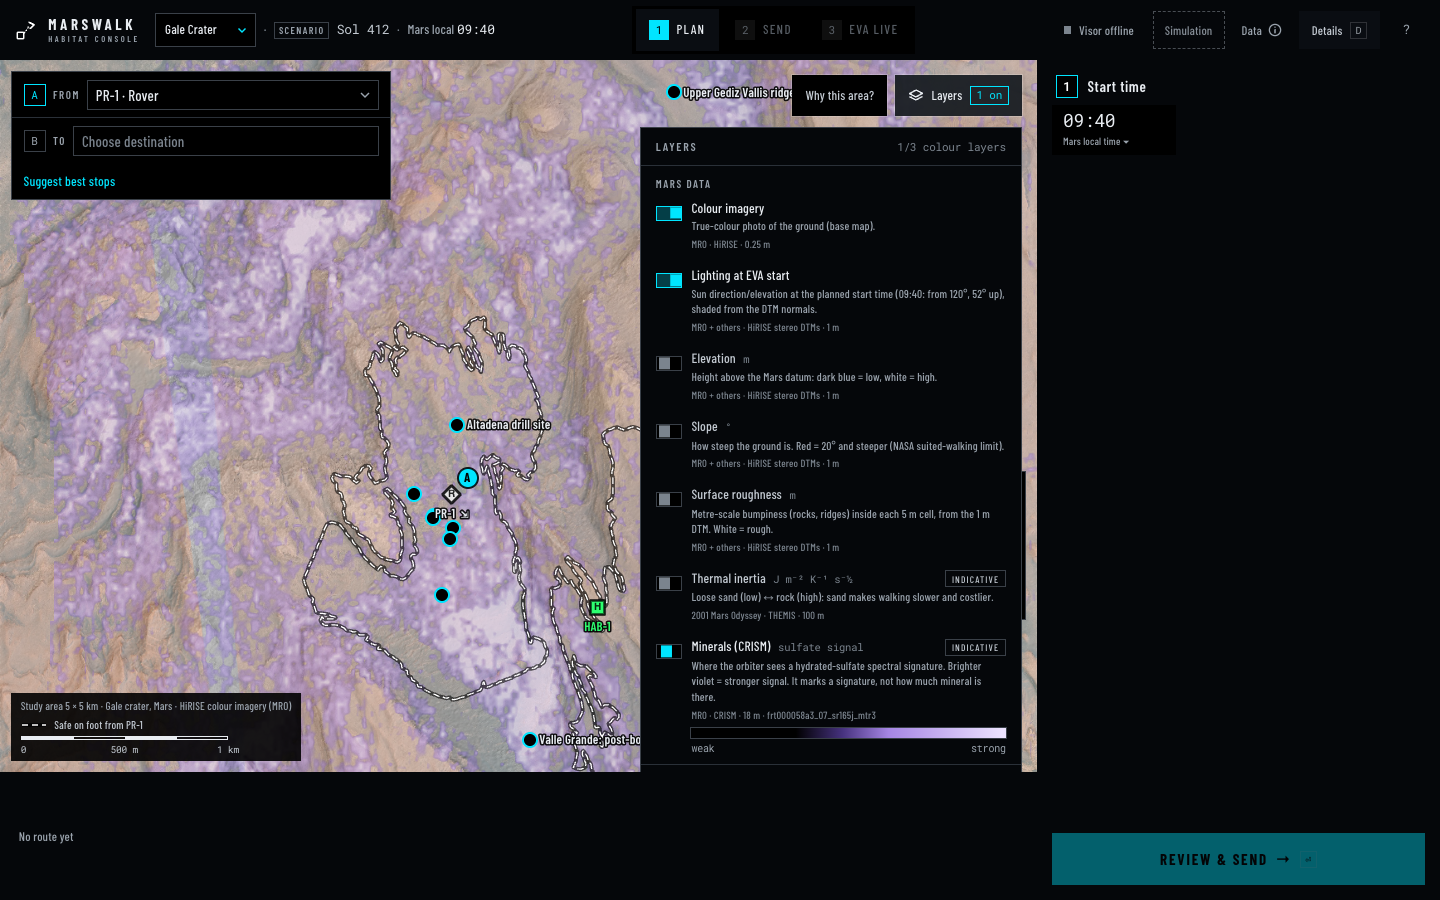 MARSWALK
HABITAT CONSOLE
Gale Crater
· SCENARIO Sol 412 · Mars local 09:40
1 PLAN
2 SEND
3 EVA LIVE
Visor offline
Simulation
Data
Details D
?
A FROM PR-1 · Rover
B TO Choose destination
Suggest best stops
Upper Gediz Vallis ridge
Why this area?
Layers 1 on
1 Start time
09:40
Mars local time
LAYERS 1/3 colour layers
MARS DATA
Colour imagery
True-colour photo of the ground (base map).
MRO · HiRISE · 0.25 m
Lighting at EVA start
Sun direction/elevation at the planned start time (09:40: from 120°, 52° up),
shaded from the DTM normals.
MRO + others · HiRISE stereo DTMs · 1 m
Elevation m
Height above the Mars datum: dark blue = low, white = high.
MRO + others · HiRISE stereo DTMs · 1 m
Slope °
How steep the ground is. Red = 20° and steeper (NASA suited-walking limit).
MRO + others · HiRISE stereo DTMs · 1 m
Surface roughness m
Metre-scale bumpiness (rocks, ridges) inside each 5 m cell, from the 1 m
DTM. White = rough.
MRO + others · HiRISE stereo DTMs · 1 m
Thermal inertia J m⁻² K⁻¹ s⁻½ INDICATIVE
Loose sand (low) ↔ rock (high): sand makes walking slower and costlier.
2001 Mars Odyssey · THEMIS · 100 m
Minerals (CRISM) sulfate signal INDICATIVE
Where the orbiter sees a hydrated-sulfate spectral signature. Brighter
violet = stronger signal. It marks a signature, not how much mineral is
there.
MRO · CRISM · 18 m · frt000058a3_07_sr165j_mtr3
weak strong
Altadena drill site
A
R
PR-1
H
HAB-1
Valle Grande: post-bo
Study area 5 × 5 km · Gale crater, Mars · HiRISE colour imagery (MRO)
Safe on foot from PR-1
0 500 m 1 km
No route yet
REVIEW & SEND →